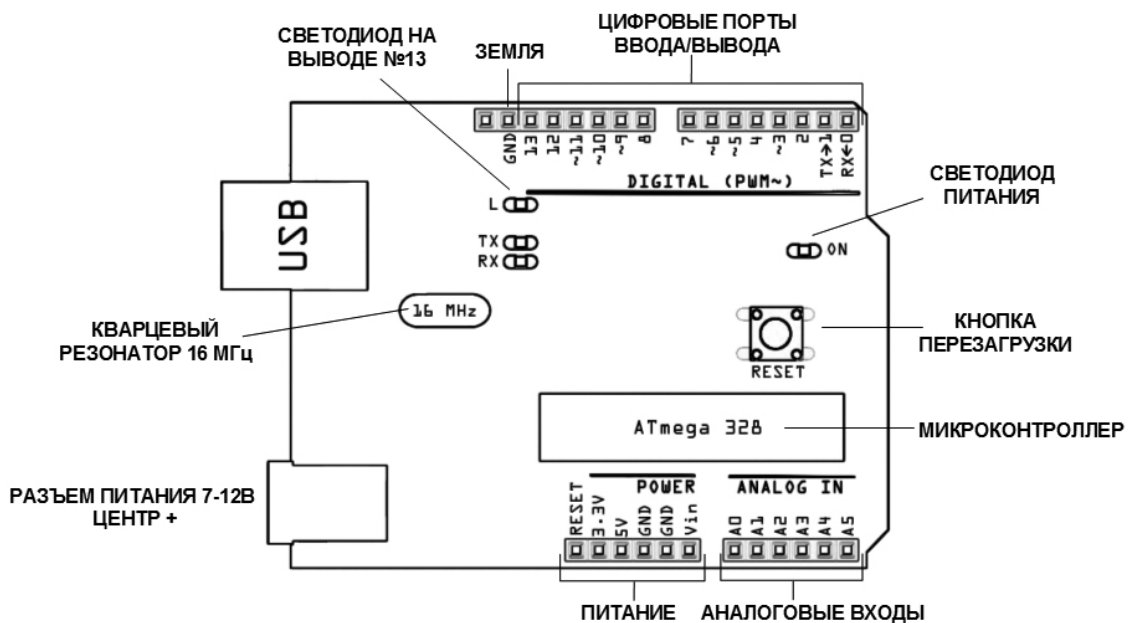 ЦИФРОВЫЕ ПОРТЫ
ВВОДА/ВЫВОДА
СВЕТОДИОД НА
ВЫВОДЕ №13
ЗЕМЛЯ
GND
13
12
~11
~10
~9
8
7
~6
~5
4
~3
2
TX→1
RX←0
DIGITAL (PWM~)
СВЕТОДИОД
ПИТАНИЯ
L
TX
RX
ON
USB
16 MHz
КВАРЦЕВЫЙ
РЕЗОНАТОР 16 МГц
КНОПКА
ПЕРЕЗАГРУЗКИ
RESET
ATmega 328
МИКРОКОНТРОЛЛЕР
РАЗЪЕМ ПИТАНИЯ 7-12В
ЦЕНТР +
POWER
ANALOG IN
RESET
3.3V
5V
GND
GND
Vin
A0
A1
A2
A3
A4
A5
ПИТАНИЕ
АНАЛОГОВЫЕ ВХОДЫ